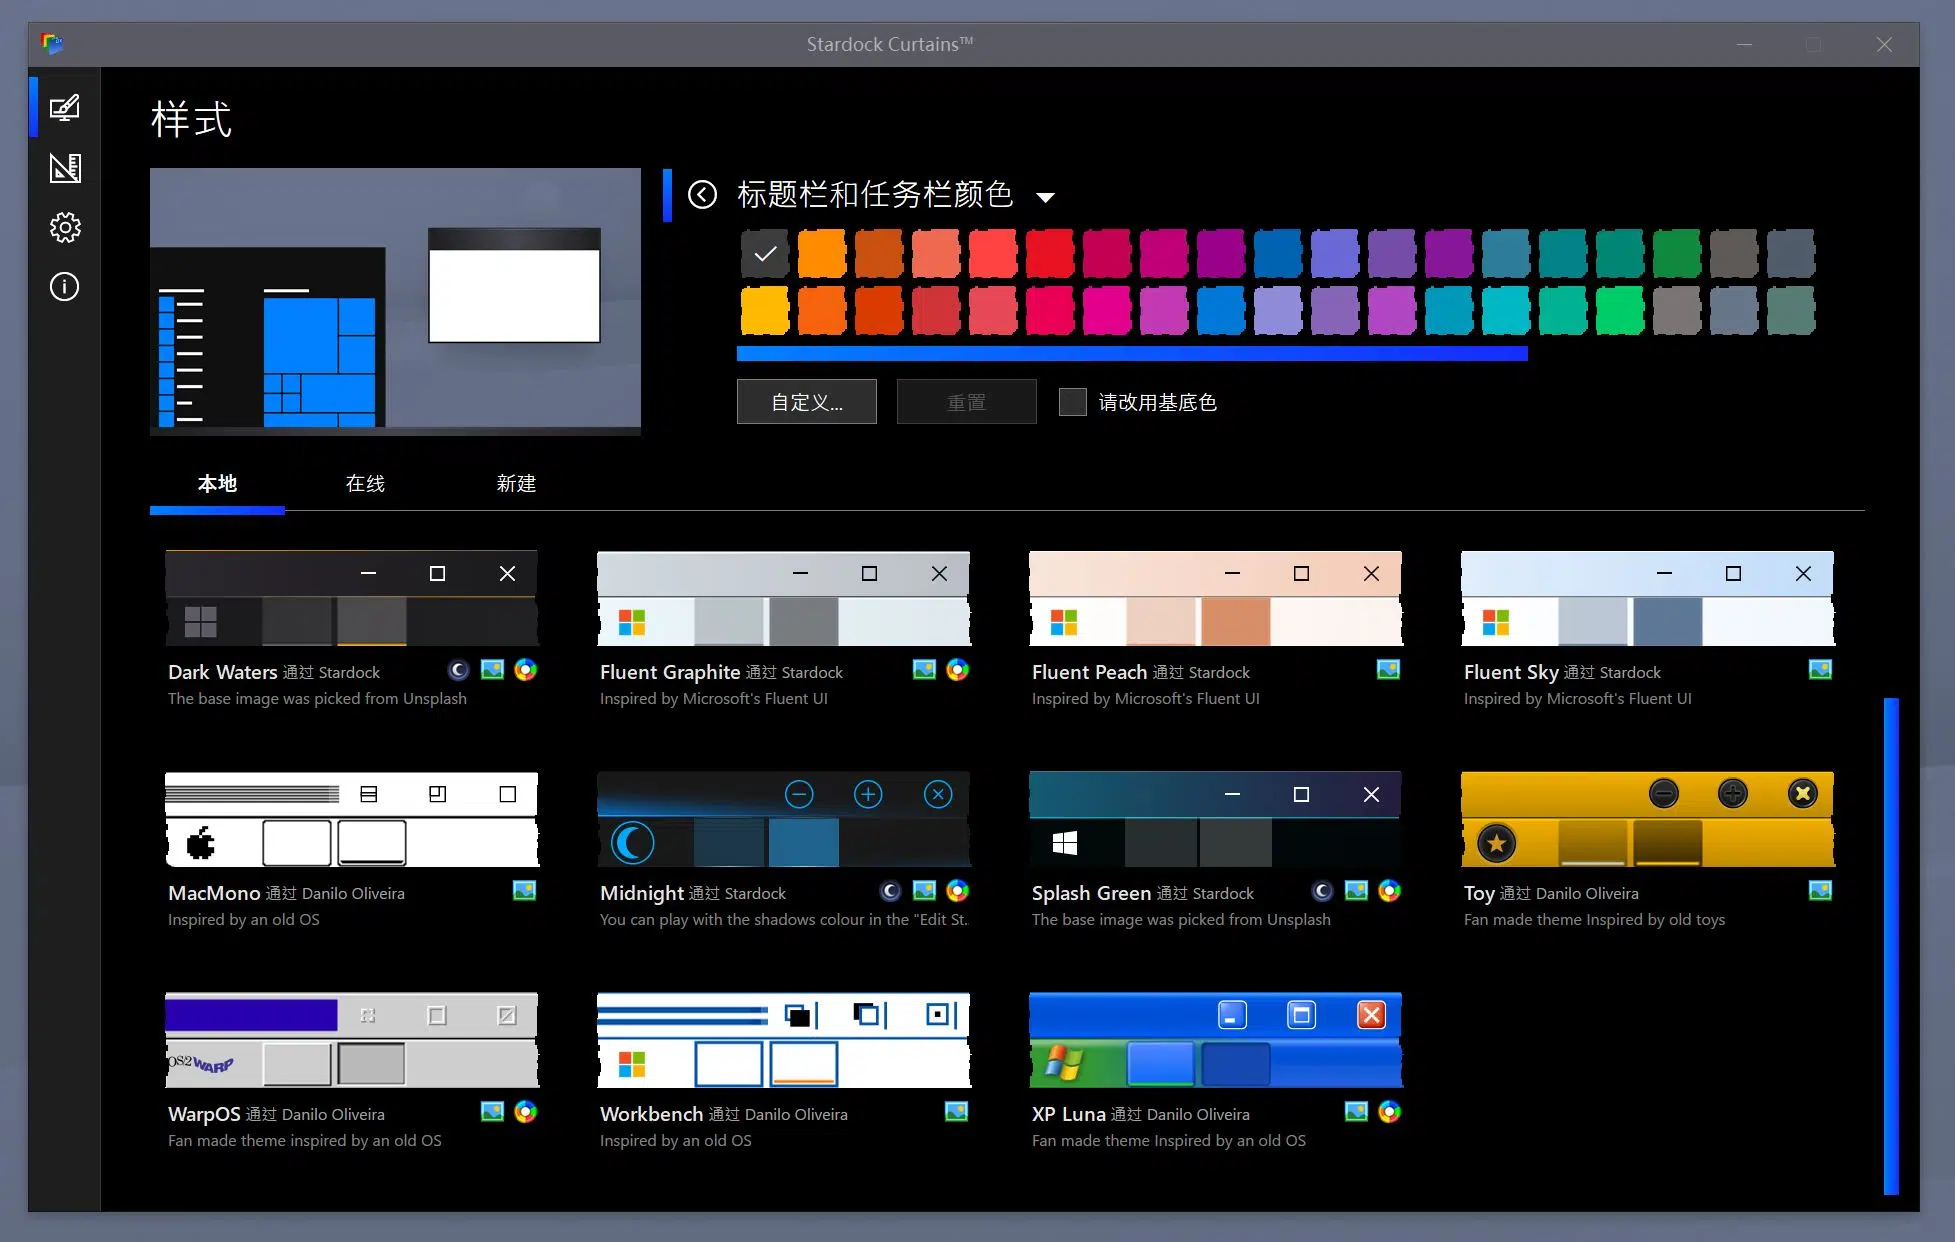 Stardock Curtains™
样式
标题栏和任务栏颜色
自定义...
重置
请改用基底色
本地
在线
新建
Dark Waters 通过 Stardock
The base image was picked from Unsplash
Fluent Graphite 通过 Stardock
Inspired by Microsoft's Fluent UI
Fluent Peach 通过 Stardock
Inspired by Microsoft's Fluent UI
Fluent Sky 通过 Stardock
Inspired by Microsoft's Fluent UI
MacMono 通过 Danilo Oliveira
Inspired by an old OS
Midnight 通过 Stardock
You can play with the shadows colour in the "Edit St..
Splash Green 通过 Stardock
The base image was picked from Unsplash
Toy 通过 Danilo Oliveira
Fan made theme Inspired by old toys
OS/2 WARP
WarpOS 通过 Danilo Oliveira
Fan made theme inspired by an old OS
Workbench 通过 Danilo Oliveira
Inspired by an old OS
XP Luna 通过 Danilo Oliveira
Fan made theme Inspired by an old OS